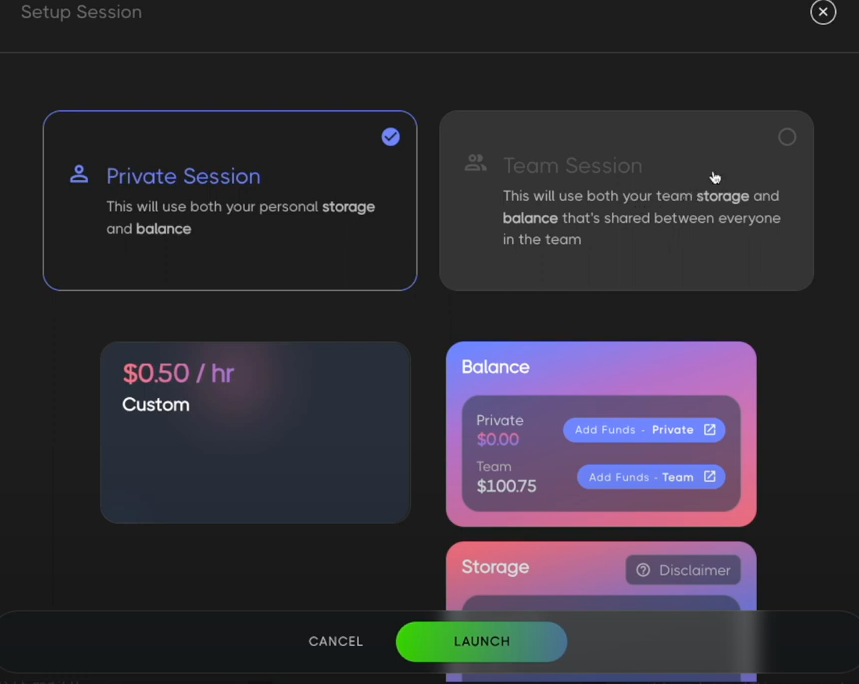 Setup Session
Private Session
This will use both your personal storage
and balance
Team Session
This will use both your team storage and
balance that's shared between everyone
in the team
$0.50 / hr
Custom
Balance
Private
$0.00
Add Funds - Private
Team
$100.75
Add Funds - Team
Storage
Disclaimer
CANCEL
LAUNCH